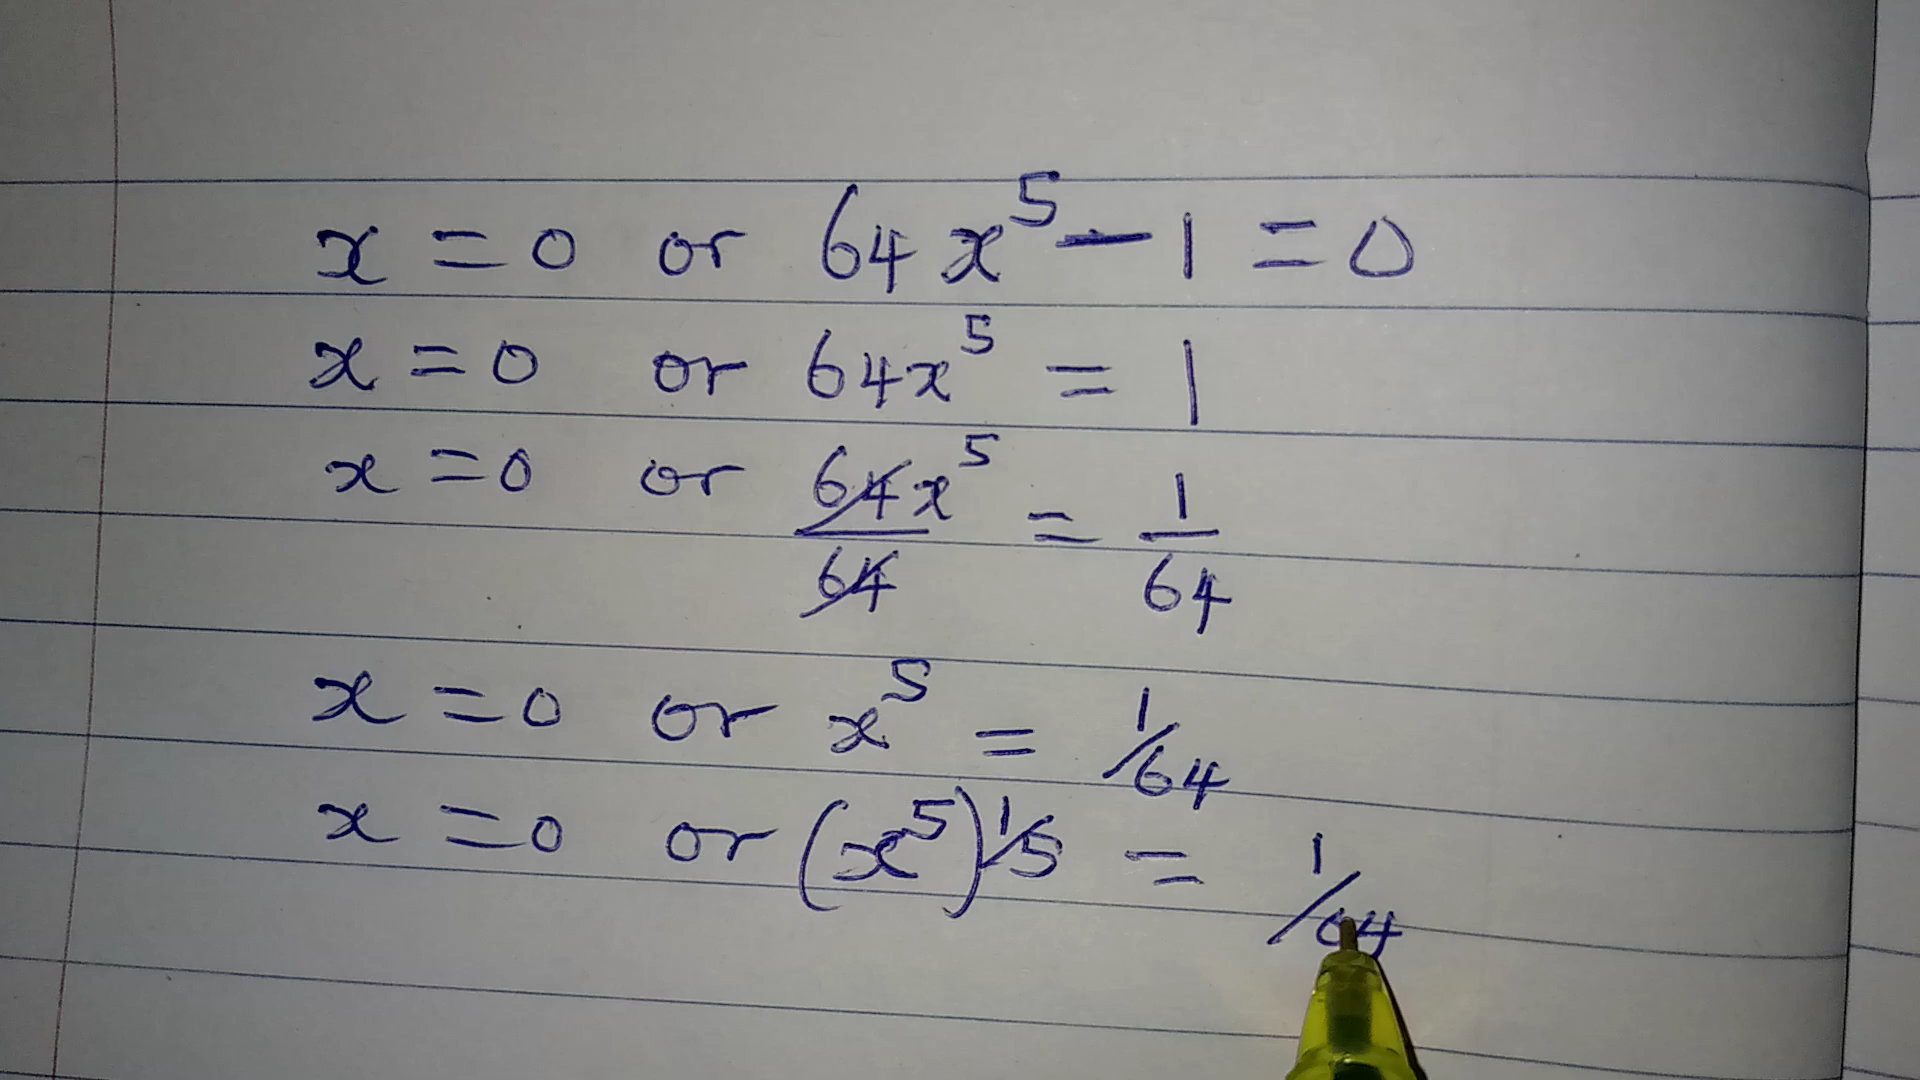 x = 0 or 64x⁵ - 1 = 0
x = 0 or 64x⁵ = 1
x = 0 or 64x⁵/64 = 1/64
x = 0 or x⁵ = 1/64
x = 0 or (x⁵)^1/5 = 1/64